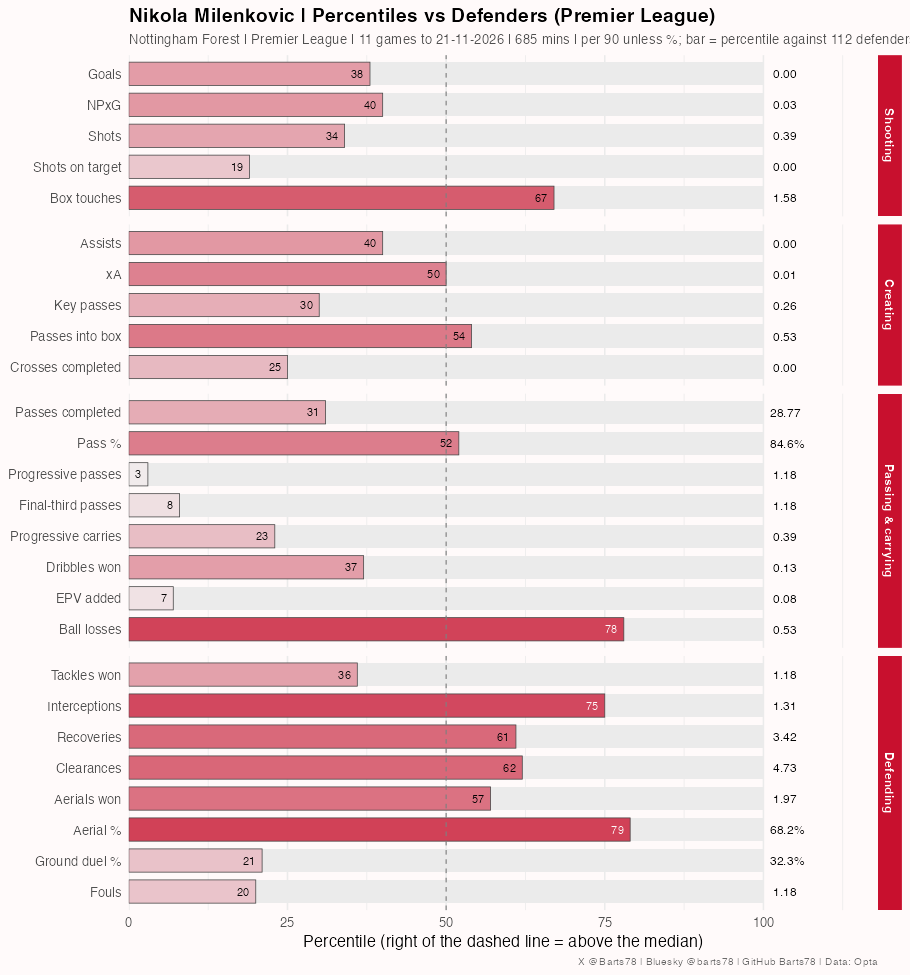 Nikola Milenkovic | Percentiles vs Defenders (Premier League)
Nottingham Forest | Premier League | 11 games to 21-11-2026 | 685 mins | per 90 unless %; bar = percentile against 112 defender
Goals 38 0.00
NPxG 40 0.03
Shots 34 0.39
Shots on target 19 0.00
Box touches 67 1.58
Shooting
Assists 40 0.00
xA 50 0.01
Key passes 30 0.26
Passes into box 54 0.53
Crosses completed 25 0.00
Creating
Passes completed 31 28.77
Pass % 52 84.6%
Progressive passes 3 1.18
Final-third passes 8 1.18
Progressive carries 23 0.39
Dribbles won 37 0.13
EPV added 7 0.08
Ball losses 78 0.53
Passing & carrying
Tackles won 36 1.18
Interceptions 75 1.31
Recoveries 61 3.42
Clearances 62 4.73
Aerials won 57 1.97
Aerial % 79 68.2%
Ground duel % 21 32.3%
Fouls 20 1.18
Defending
0 25 50 75 100
Percentile (right of the dashed line = above the median)
X @Barts78 | Bluesky @barts78 | GitHub Barts78 | Data: Opta